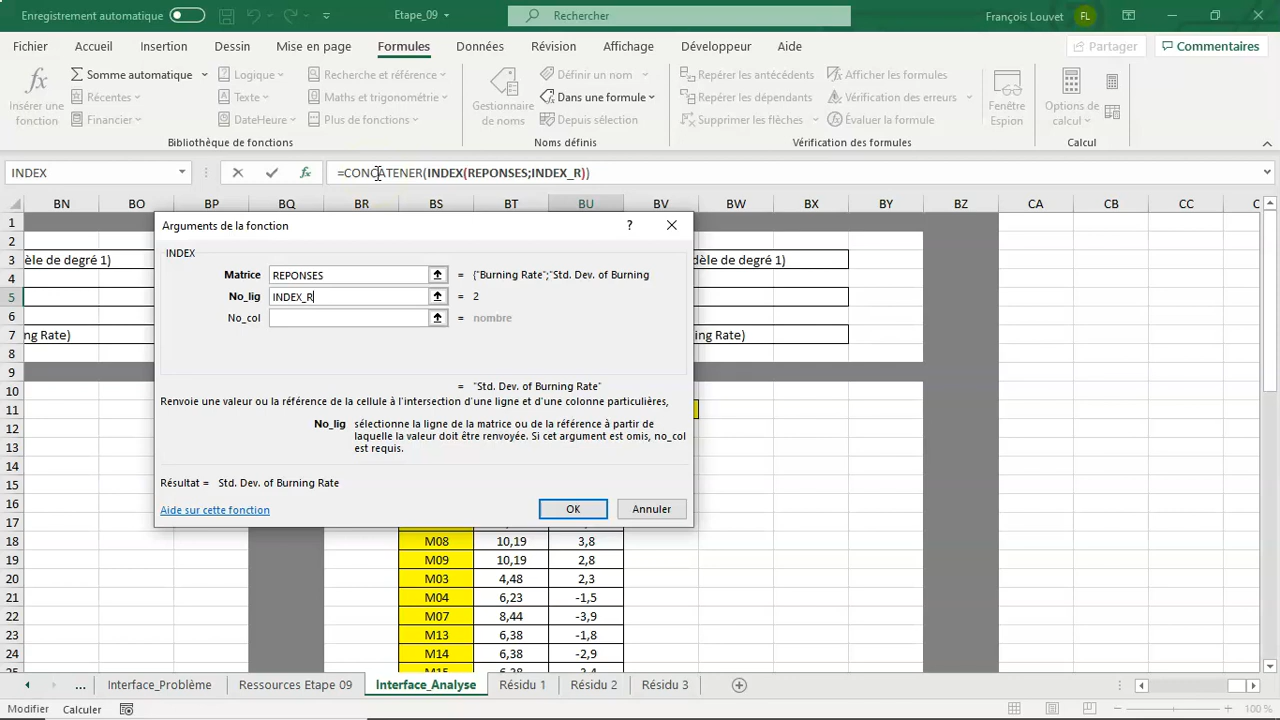 Enregistrement automatique
Etape_09
Rechercher
François Louvet
FL
Fichier Accueil Insertion Dessin Mise en page Formules Données Révision Affichage Développeur Aide
Partager
Commentaires
Insérer une fonction
Somme automatique
Récentes
Financier
Logique
Texte
DateHeure
Recherche et référence
Maths et trigonométrie
Plus de fonctions
Bibliothèque de fonctions
Gestionnaire de noms
Définir un nom
Dans une formule
Depuis sélection
Noms définis
Repérer les antécédents
Repérer les dépendants
Supprimer les flèches
Afficher les formules
Vérification des erreurs
Évaluer la formule
Vérification des formules
Fenêtre Espion
Options de calcul
Calcul
INDEX
fx
=CONCATENER(INDEX(REPONSES;INDEX_R))
BN BO BP BQ BR BS BT BU BV BW BX BY BZ CA CB CC C
1
2
3 èle de degré 1) dèle de degré 1)
4
5
6
7 ng Rate) ing Rate)
8
9
10
11
12
13
14
15
16
17
18 M08 10,19 3,8
19 M09 10,19 2,8
20 M03 4,48 2,3
21 M04 6,23 -1,5
22 M07 8,44 -3,9
23 M13 6,38 -1,8
24 M14 6,38 -2,9
25 M15 6,38 -2,4
Arguments de la fonction
?
INDEX
Matrice REPONSES = {"Burning Rate";"Std. Dev. of Burning
No_lig INDEX_R = 2
No_col = nombre
= "Std. Dev. of Burning Rate"
Renvoie une valeur ou la référence de la cellule à l'intersection d'une ligne et d'une colonne particulières,
No_lig sélectionne la ligne de la matrice ou de la référence à partir de
laquelle la valeur doit être renvoyée. Si cet argument est omis, no_col
est requis.
Résultat = Std. Dev. of Burning Rate
Aide sur cette fonction
OK
Annuler
... Interface_Problème Ressources Etape 09 Interface_Analyse Résidu 1 Résidu 2 Résidu 3
Modifier Calculer
100 %